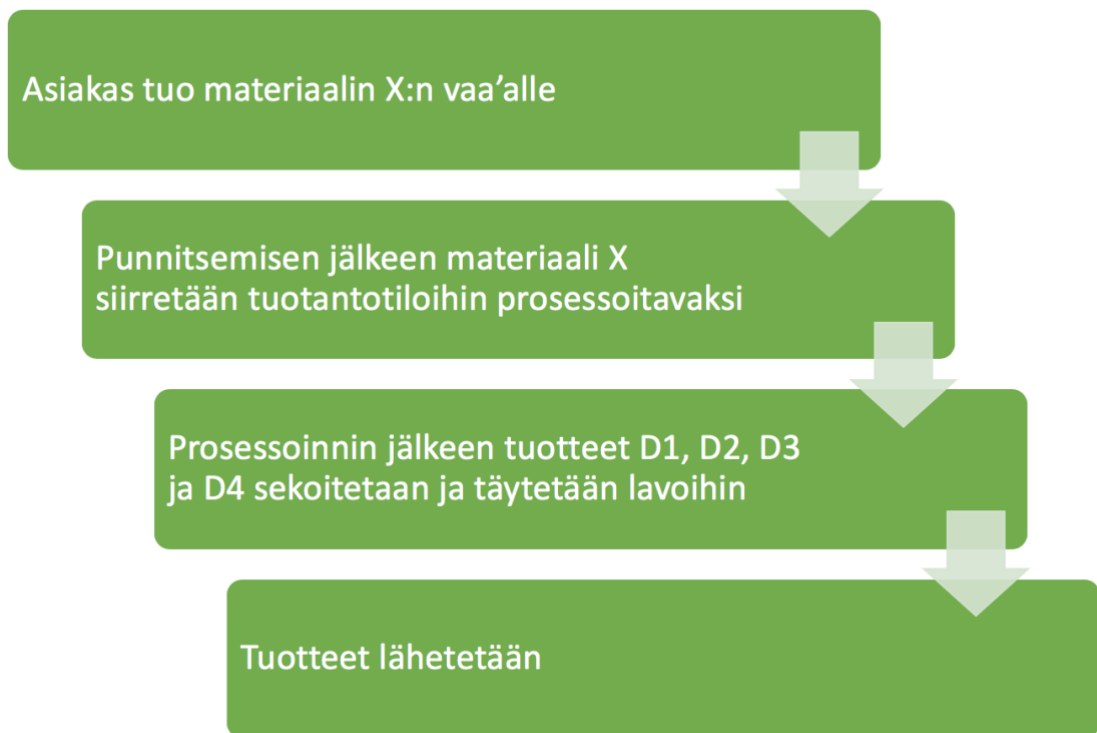 Asiakas tuo materiaalin X:n vaa’alle
Punnitsemisen jälkeen materiaali X
siirretään tuotantotiloihin prosessoitavaksi
Prosessoinnin jälkeen tuotteet D1, D2, D3
ja D4 sekoitetaan ja täytetään lavoihin
Tuotteet lähetetään